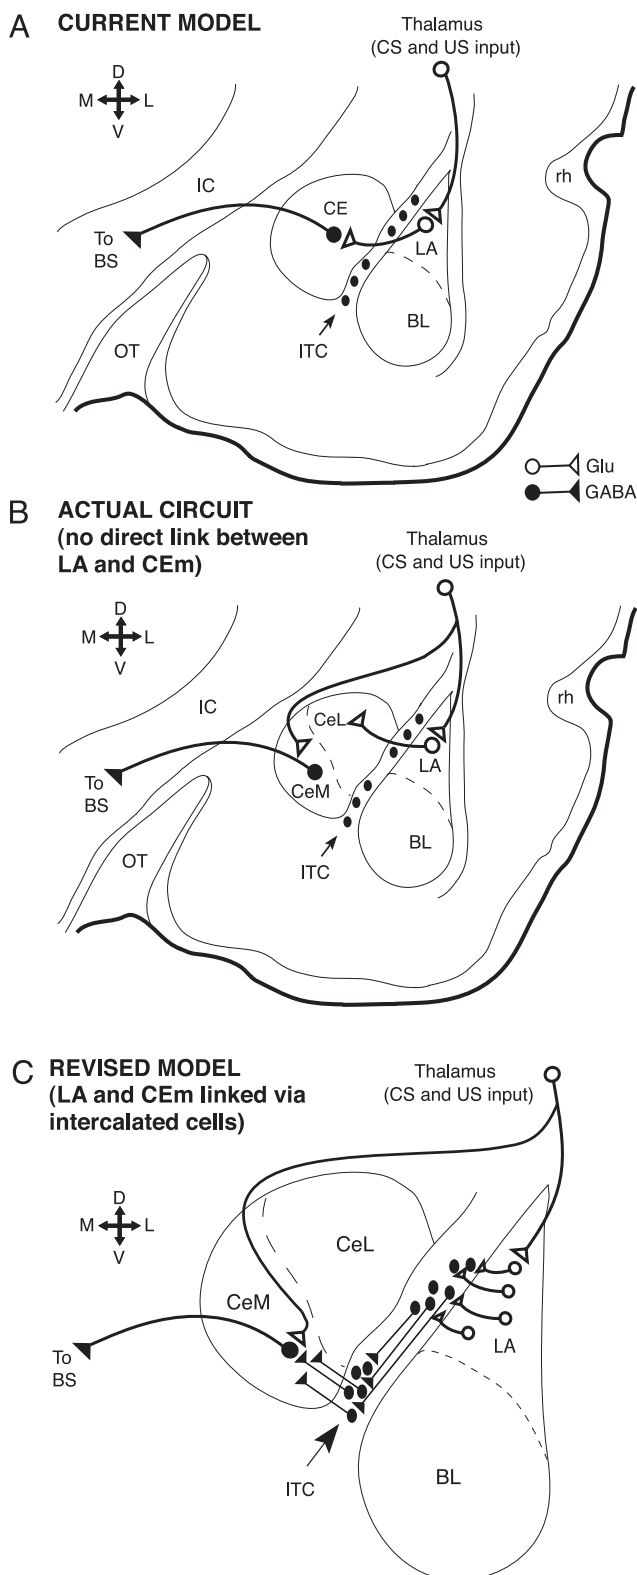 A CURRENT MODEL
Thalamus
(CS and US input)
D
M L
V
IC
rh
CE
To
BS
LA
BL
ITC
OT
Glu
GABA
B ACTUAL CIRCUIT
(no direct link between
LA and CEm)
Thalamus
(CS and US input)
D
M L
V
IC
rh
CeL
To
BS
LA
CeM
BL
OT
ITC
C REVISED MODEL
(LA and CEm linked via
intercalated cells)
Thalamus
(CS and US input)
D
M L
V
CeL
CeM
LA
To
BS
ITC
BL